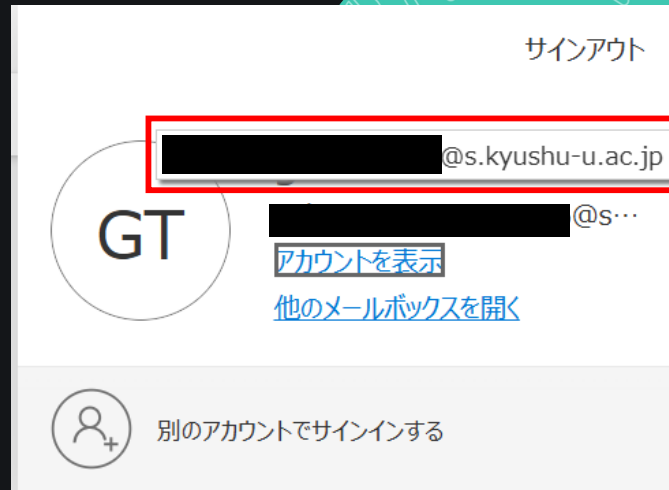 サインアウト
@s.kyushu-u.ac.jp
GT
@s…
アカウントを表示
他のメールボックスを開く
別のアカウントでサインインする